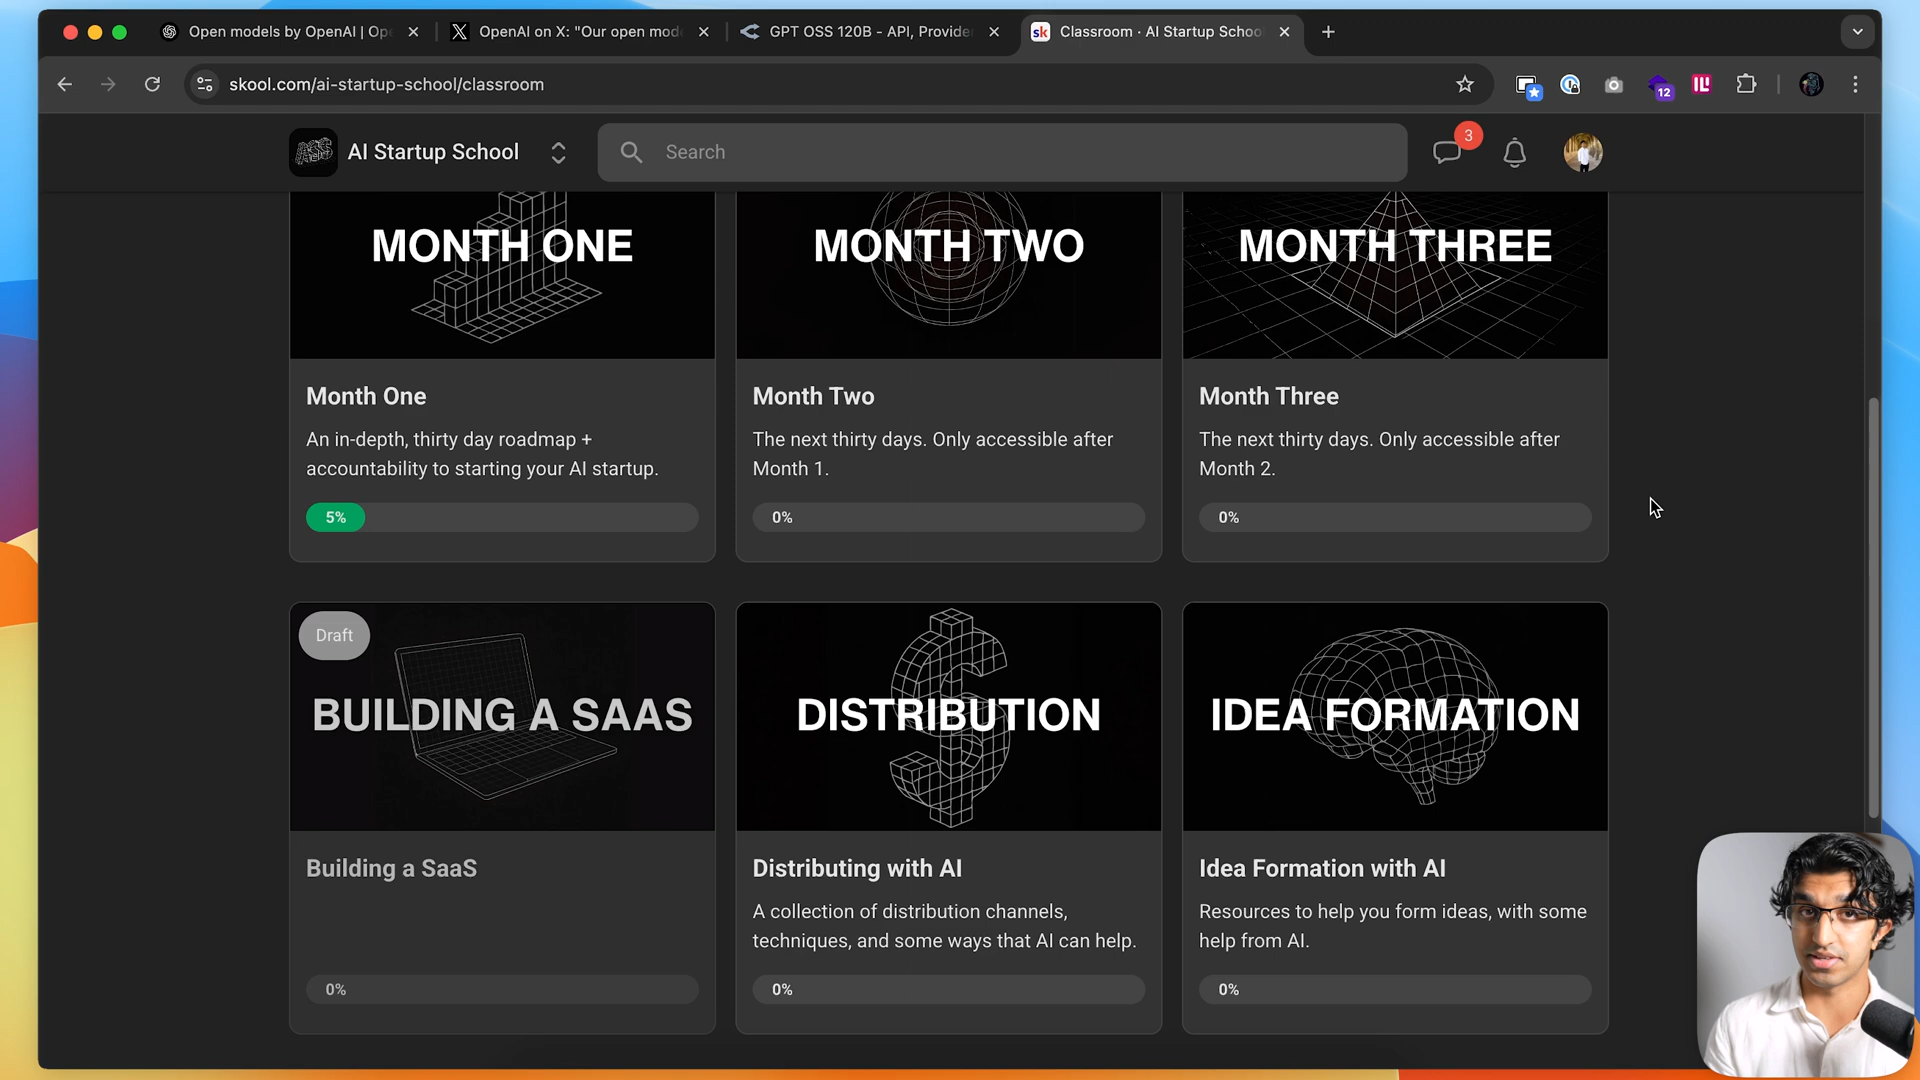 Open models by OpenAI | Ope
OpenAI on X: "Our open mod
GPT OSS 120B - API, Provide
sk
Classroom · AI Startup Schoo
skool.com/ai-startup-school/classroom
12
AI Startup School
Search
3
MONTH ONE
MONTH TWO
MONTH THREE
Month One
An in-depth, thirty day roadmap +
accountability to starting your AI startup.
5%
Month Two
The next thirty days. Only accessible after
Month 1.
0%
Month Three
The next thirty days. Only accessible after
Month 2.
0%
Draft
BUILDING A SAAS
DISTRIBUTION
IDEA FORMATION
Building a SaaS
0%
Distributing with AI
A collection of distribution channels,
techniques, and some ways that AI can help.
0%
Idea Formation with AI
Resources to help you form ideas, with some
help from AI.
0%